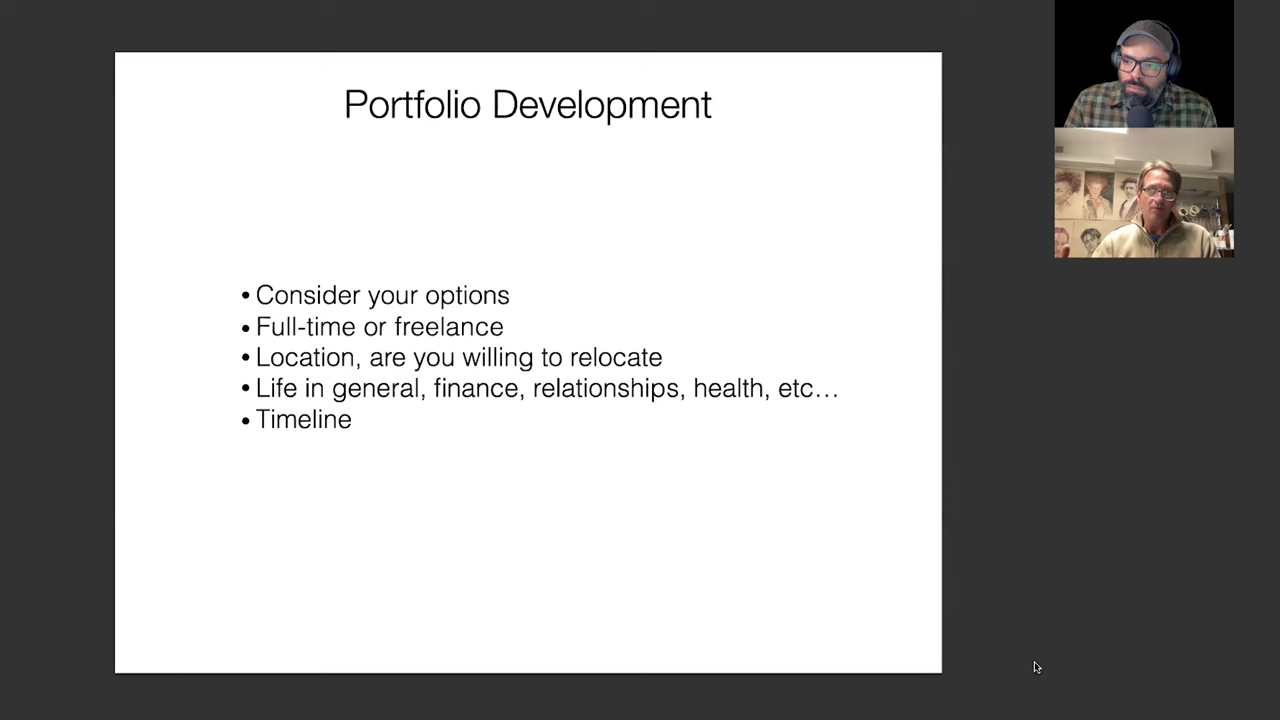 Portfolio Development
• Consider your options
• Full-time or freelance
• Location, are you willing to relocate
• Life in general, finance, relationships, health, etc…
• Timeline